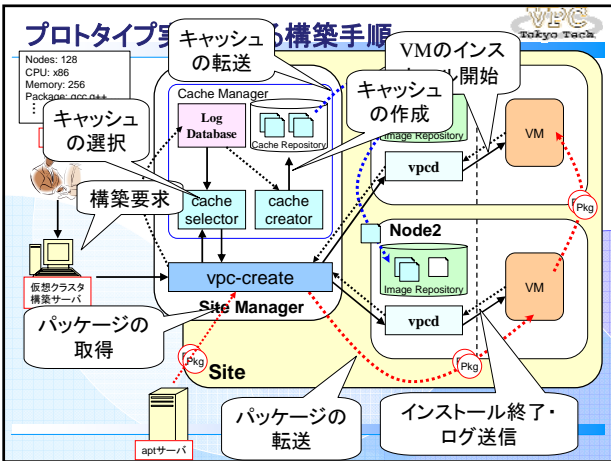 プロトタイプ実 る構築手順
VPC
Tokyo Tech.
Nodes: 128
CPU: x86
Memory: 256
Package: gcc g++
⋮
キャッシュ
の転送
VMのインス
ル開始
Cache Manager
キャッシュ
の作成
キャッシュ
の選択
Log
Database
Cache Repository
Image Repository
VM
vpcd
構築要求
cache
selector
cache
creator
Pkg
Node2
仮想クラスタ
構築サーバ
vpc-create
Image Repository
VM
Site Manager
vpcd
パッケージの
取得
Pkg
Pkg
Site
パッケージの
転送
インストール終了・
ログ送信
aptサーバ